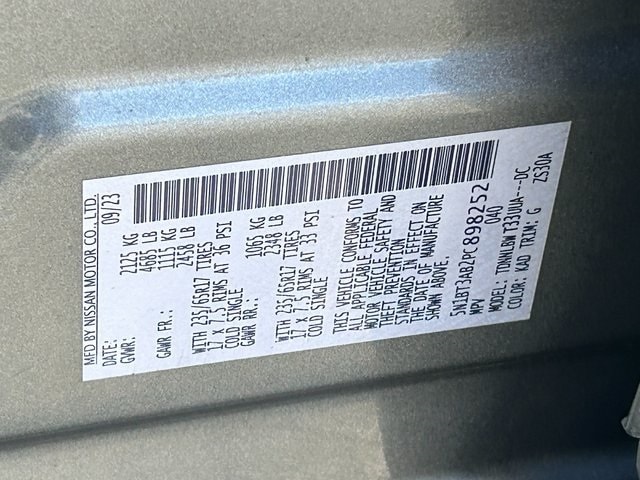 MFD BY NISSAN MOTOR CO., LTD.
DATE: 09/23
GVWR: 2125 KG
4685 LB
GAWR FR.: 1115 KG
2458 LB
WITH 235/65R17 TIRES
17 x 7.5 RIMS AT 36 PSI
COLD SINGLE
GAWR RR.: 1065 KG
2348 LB
WITH 235/65R17 TIRES
17 x 7.5 RIMS AT 33 PSI
COLD SINGLE
THIS VEHICLE CONFORMS TO
ALL APPLICABLE FEDERAL
MOTOR VEHICLE SAFETY AND
THEFT PREVENTION
STANDARDS IN EFFECT ON
THE DATE OF MANUFACTURE
SHOWN ABOVE.
5N1BT3AB2PC898252
MPV 040
MODEL: TDNNLBW T33UUA---DC
COLOR: KAD TRIM: G ZS30A